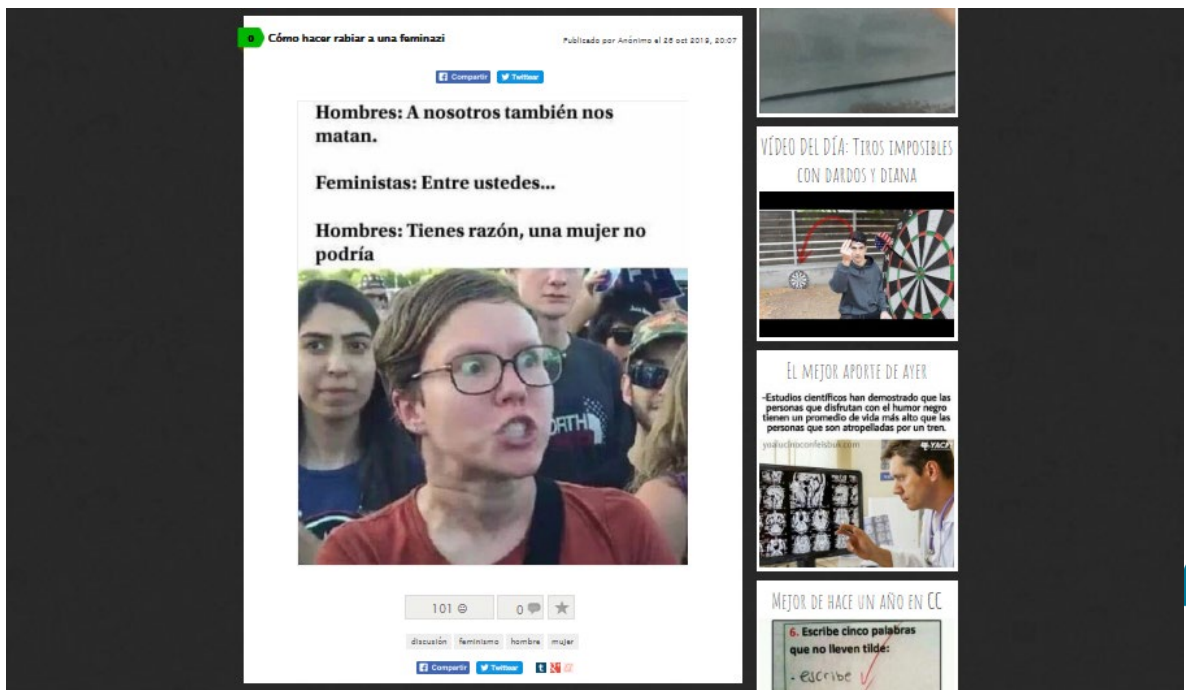 0
Cómo hacer rabiar a una feminazi
Publicado por Anónimo el 26 oct 2019, 20:07
Compartir
Twittear
Hombres: A nosotros también nos
matan.
Feministas: Entre ustedes...
Hombres: Tienes razón, una mujer no
podría
101
0
discusión feminismo hombre mujer
Compartir
Twittear
VÍDEO DEL DÍA: TIROS IMPOSIBLES
CON DARDOS Y DIANA
EL MEJOR APORTE DE AYER
-Estudios científicos han demostrado que las
personas que disfrutan con el humor negro
tienen un promedio de vida más alto que las
personas que son atropelladas por un tren.
yoalucinoconfeisbuk.com
YACF
MEJOR DE HACE UN AÑO EN CC
6. Escribe cinco palabras
que no lleven tilde:
- escribe